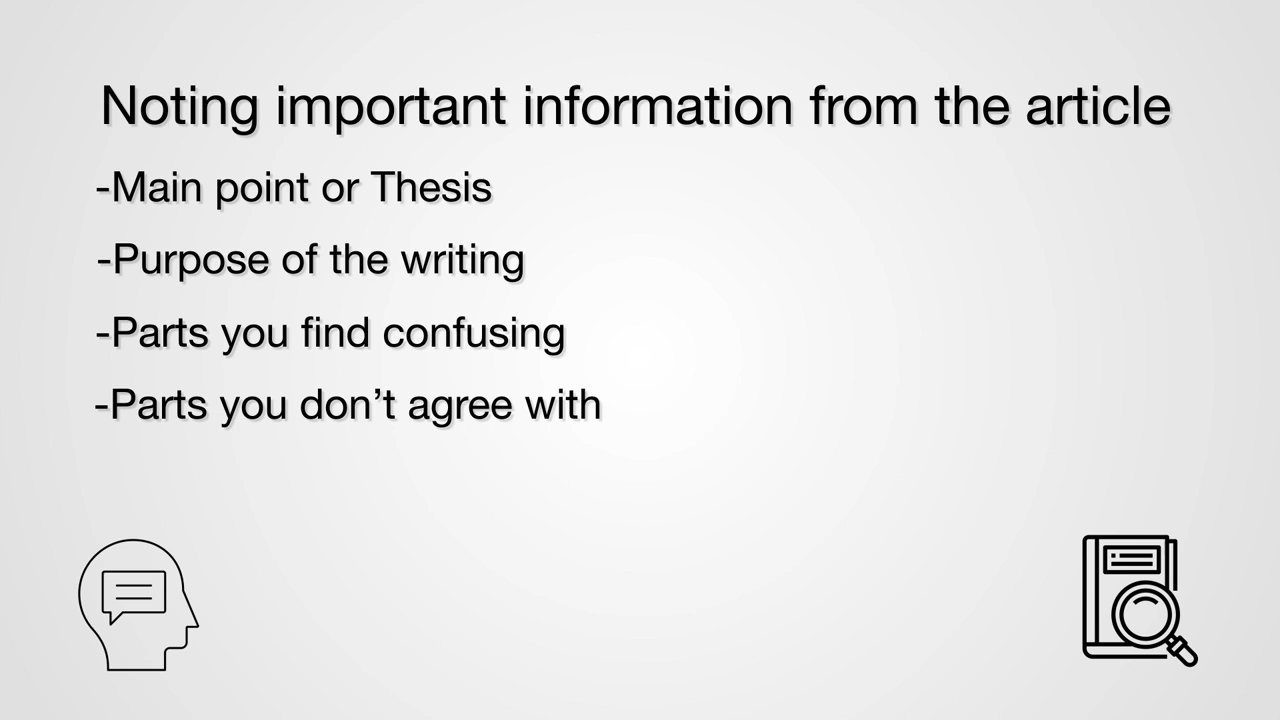 Noting important information from the article
-Main point or Thesis
-Purpose of the writing
-Parts you find confusing
-Parts you don’t agree with